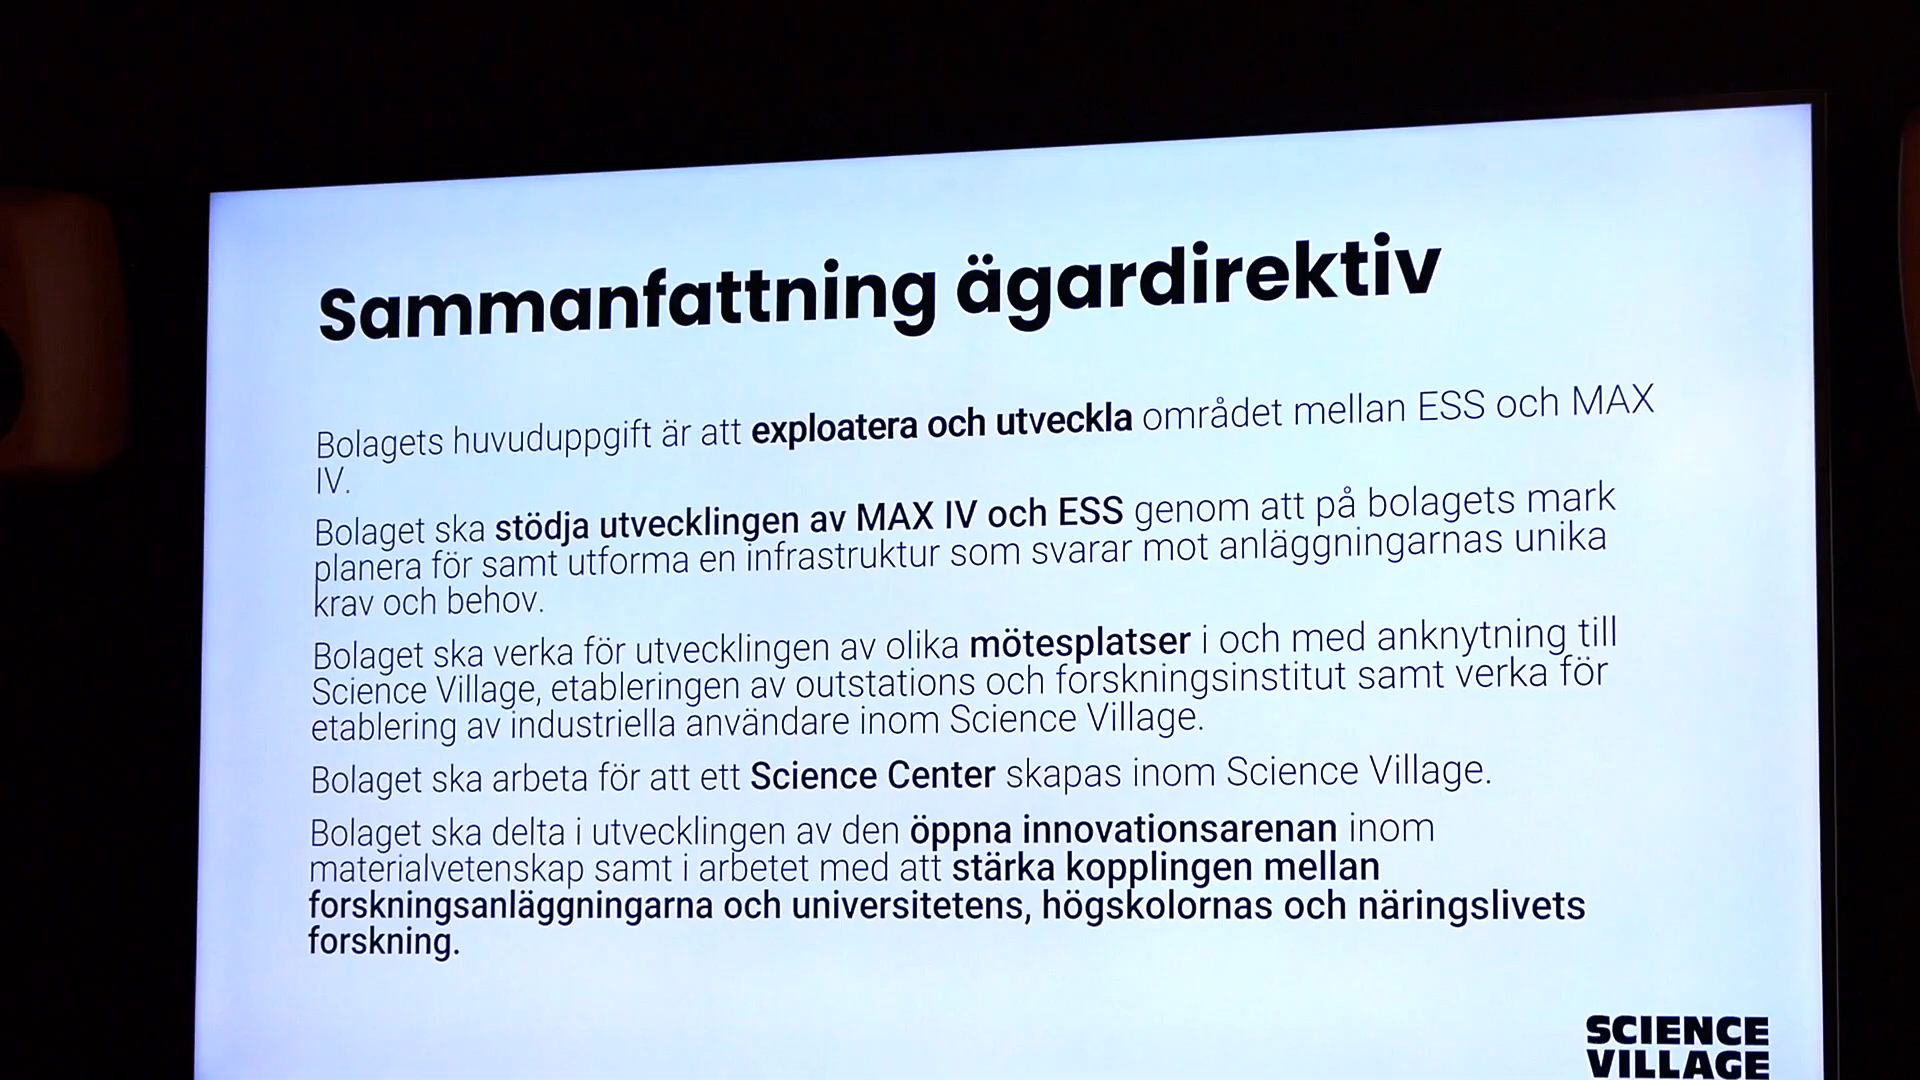 Sammanfattning ägardirektiv
Bolagets huvuduppgift är att exploatera och utveckla området mellan ESS och MAX
IV.
Bolaget ska stödja utvecklingen av MAX IV och ESS genom att på bolagets mark
planera för samt utforma en infrastruktur som svarar mot anläggningarnas unika
krav och behov.
Bolaget ska verka för utvecklingen av olika mötesplatser i och med anknytning till
Science Village, etableringen av outstations och forskningsinstitut samt verka för
etablering av industriella användare inom Science Village.
Bolaget ska arbeta för att ett Science Center skapas inom Science Village.
Bolaget ska delta i utvecklingen av den öppna innovationsarenan inom
materialvetenskap samt i arbetet med att stärka kopplingen mellan
forskningsanläggningarna och universitetens, högskolornas och näringslivets
forskning.
SCIENCE
VILLAGE